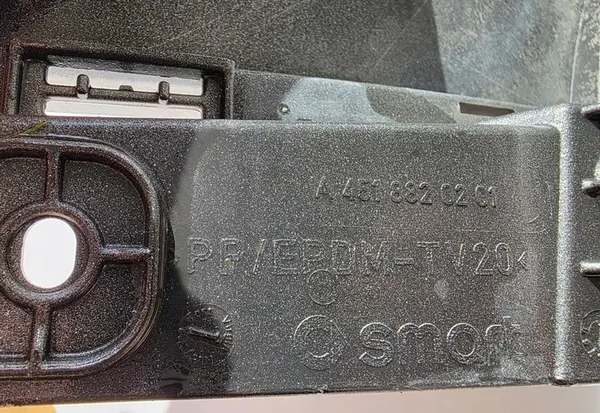 A 451 882 02 01
>PP/EPDM-TV20<
smart